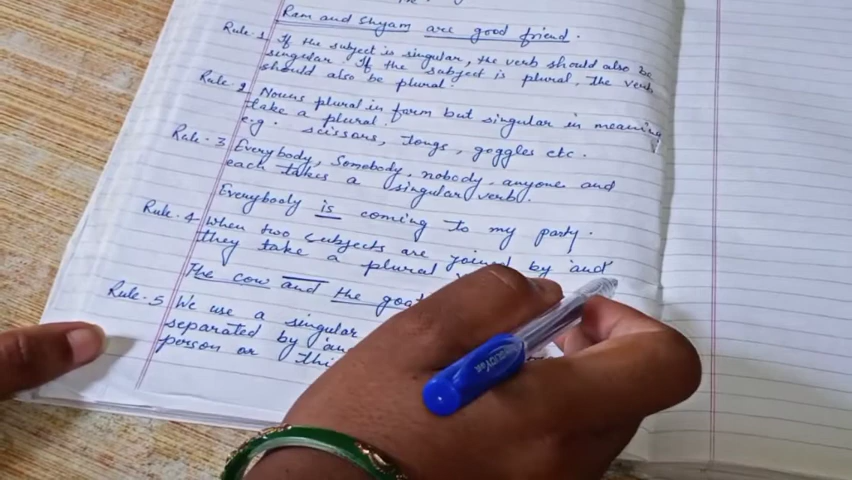 Ram and Shyam are good friend.
Rule. 1 If the subject is singular, the verb should also be
singular. If the subject is plural, the verb
should also be plural.
Rule. 2 Nouns plural in form but singular in meaning
take a plural.
e.g. scissors, tongs, goggles etc.
Rule. 3 Everybody, Somebody, nobody, anyone and
each takes a singular verb.
Everybody is coming to my party.
Rule. 4 When two subjects are joined by 'and'
they take a plural
The cow and the goat
Rule. 5 We use a singular
separated by
person or